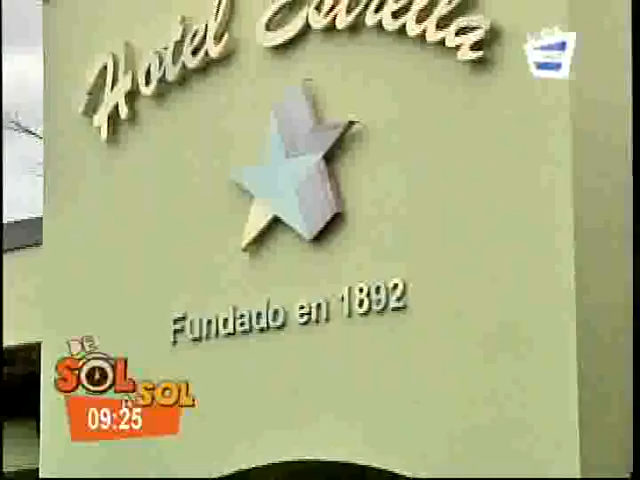 Hotel Estrella
Fundado en 1892
DE
SOL
A SOL
09:25